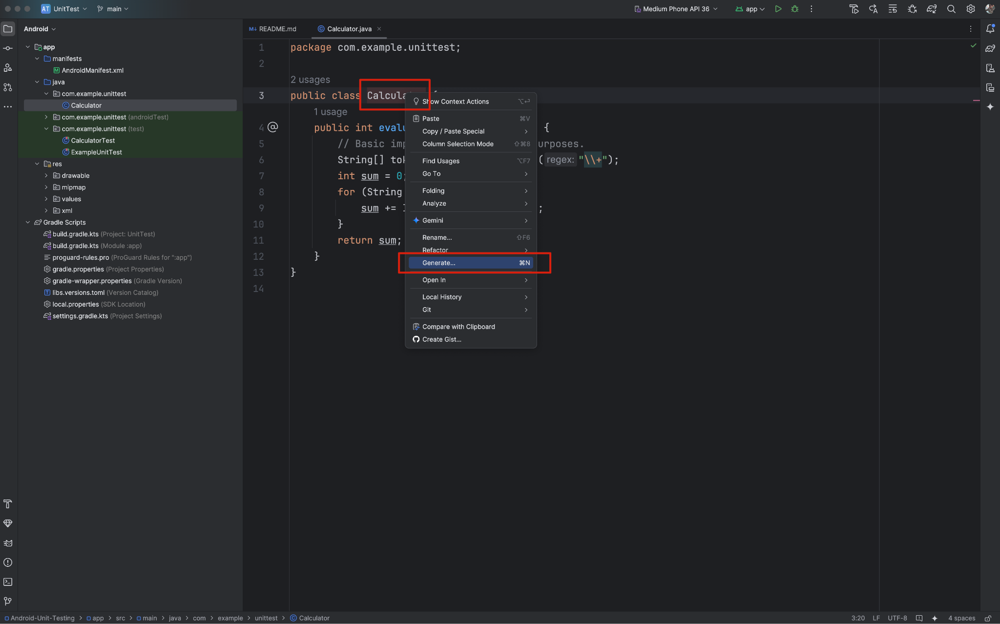 AT UnitTest main Medium Phone API 36 app
Android
app
manifests
AndroidManifest.xml
java
com.example.unittest
Calculator
com.example.unittest (androidTest)
com.example.unittest (test)
CalculatorTest
ExampleUnitTest
res
drawable
mipmap
values
xml
Gradle Scripts
build.gradle.kts (Project: UnitTest)
build.gradle.kts (Module :app)
proguard-rules.pro (ProGuard Rules for ":app")
gradle.properties (Project Properties)
gradle-wrapper.properties (Gradle Version)
libs.versions.toml (Version Catalog)
local.properties (SDK Location)
settings.gradle.kts (Project Settings)
M↓ README.md Calculator.java
1 package com.example.unittest;
2
2 usages
3 public class Calcula {
1 usage
4 @ public int evalu {
5 // Basic imp urposes.
6 String[] tok ( regex: "\\+");
7 int sum = 0;
8 for (String
9 sum += ;
10 }
11 return sum;
12 }
13 }
14
Show Context Actions ⌥⏎
Paste ⌘V
Copy / Paste Special
Column Selection Mode ⇧⌘8
Find Usages ⌥F7
Go To
Folding
Analyze
Gemini
Rename... ⇧F6
Refactor
Generate... ⌘N
Open In
Local History
Git
Compare with Clipboard
Create Gist...
Android-Unit-Testing > app > src > main > java > com > example > unittest > Calculator 3:20 LF UTF-8 4 spaces